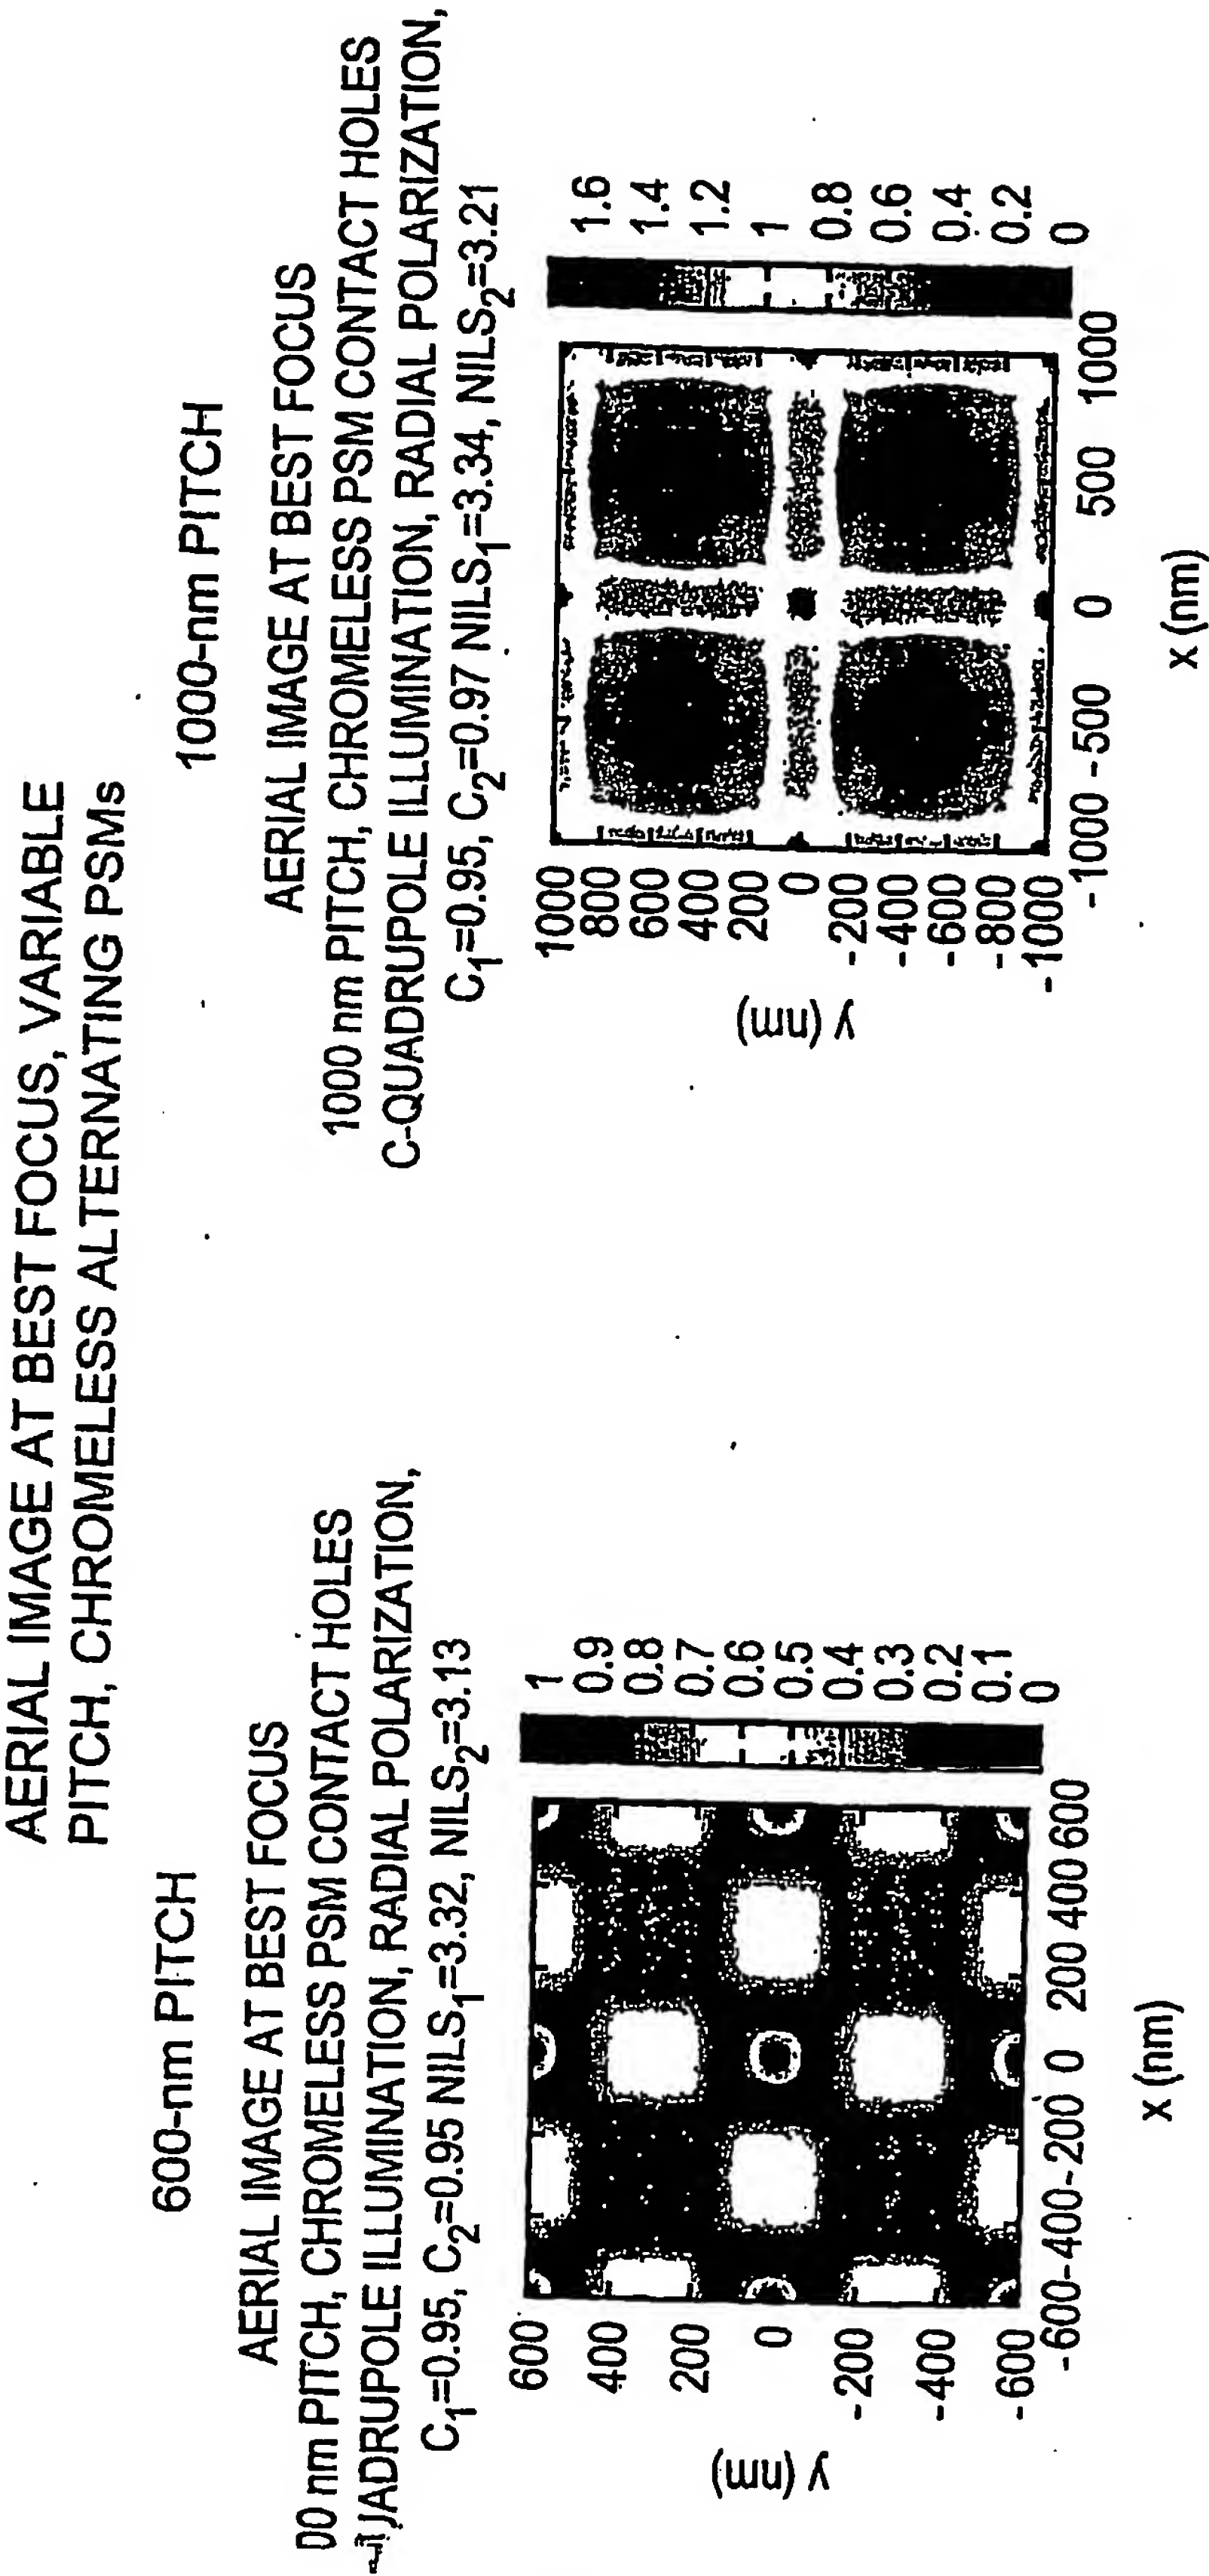 AERIAL IMAGE AT BEST FOCUS, VARIABLE
PITCH, CHROMELESS ALTERNATING PSMs
600-nm PITCH
AERIAL IMAGE AT BEST FOCUS
00 nm PITCH, CHROMELESS PSM CONTACT HOLES
JADRUPOLE ILLUMINATION, RADIAL POLARIZATION,
C1=0.95, C2=0.95 NILS1=3.32, NILS2=3.13
y (nm)
600
400
200
0
-200
-400
-600
-600-400-200 0 200 400 600
x (nm)
1
0.9
0.8
0.7
0.6
0.5
0.4
0.3
0.2
0.1
0
1000-nm PITCH
AERIAL IMAGE AT BEST FOCUS
1000 nm PITCH, CHROMELESS PSM CONTACT HOLES
C-QUADRUPOLE ILLUMINATION, RADIAL POLARIZATION,
C1=0.95, C2=0.97 NILS1=3.34, NILS2=3.21
y (nm)
1000
800
600
400
200
0
-200
-400
-600
-800
-1000
-1000 -500 0 500 1000
x (nm)
1.6
1.4
1.2
1
0.8
0.6
0.4
0.2
0